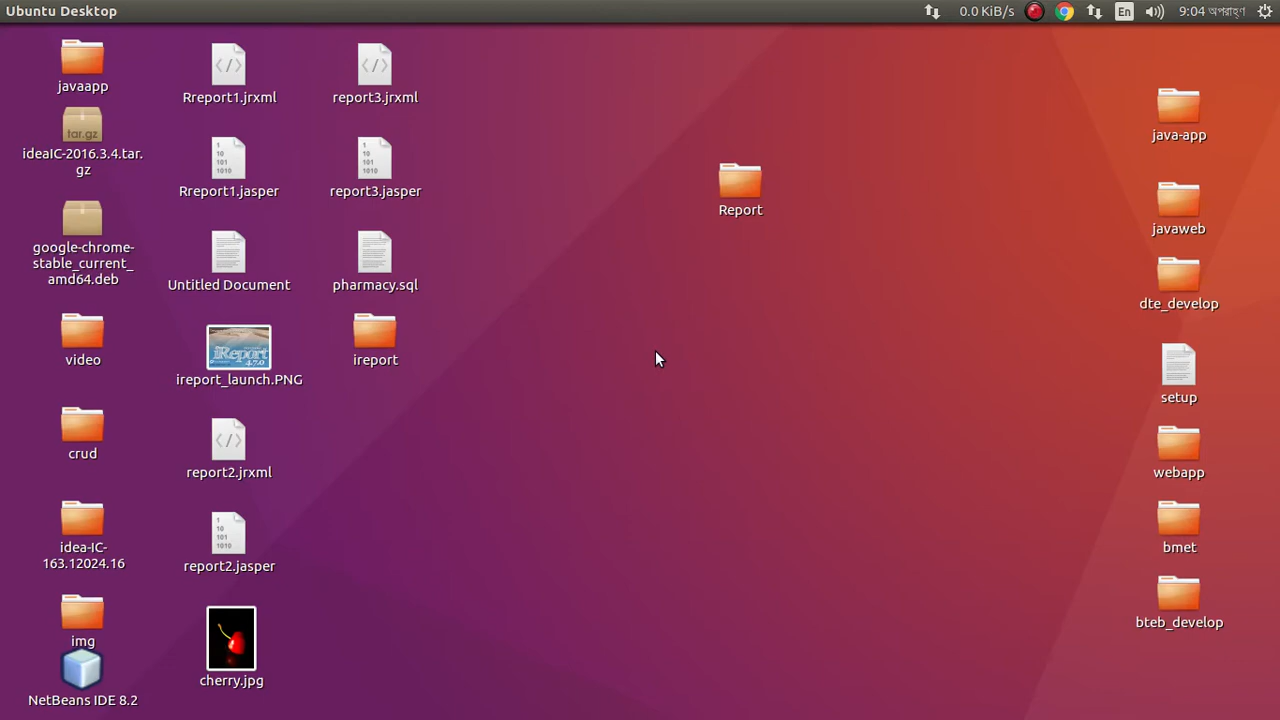 Ubuntu Desktop
0.0 KiB/s
En
9:04 অপরাহ্ণ
javaapp
ideaIC-2016.3.4.tar.
gz
tar.gz
google-chrome-
stable_current_
amd64.deb
video
crud
idea-IC-
163.12024.16
img
NetBeans IDE 8.2
Rreport1.jrxml
Rreport1.jasper
Untitled Document
iReport
4.7.0
ireport_launch.PNG
report2.jrxml
report2.jasper
cherry.jpg
report3.jrxml
report3.jasper
pharmacy.sql
ireport
Report
java-app
javaweb
dte_develop
setup
webapp
bmet
bteb_develop